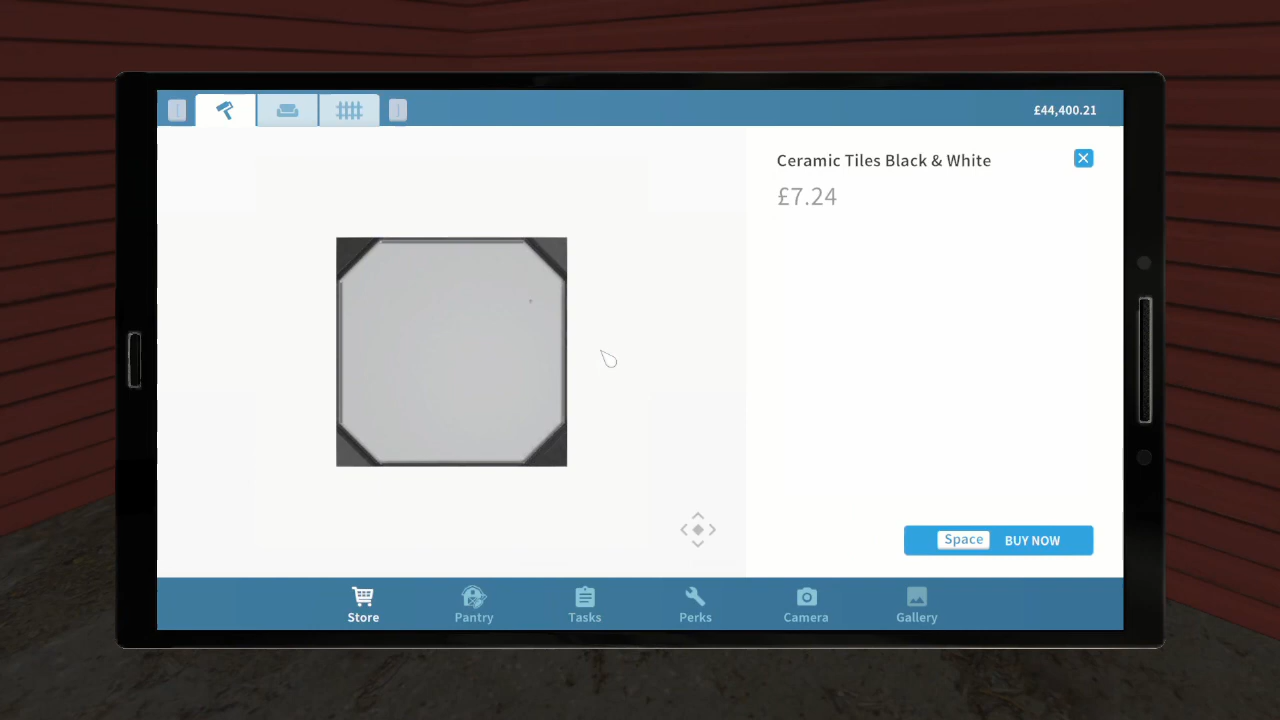 £44,400.21
Ceramic Tiles Black & White
£7.24
Space BUY NOW
Store Pantry Tasks Perks Camera Gallery